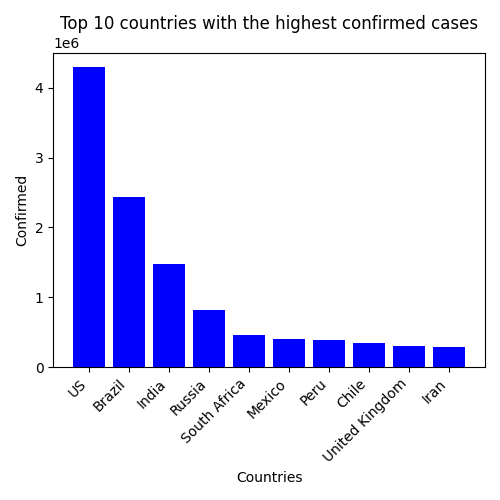 Top 10 countries with the highest confirmed cases
1e6
4
3
2
1
0
Confirmed
US
Brazil
India
Russia
South Africa
Mexico
Peru
Chile
United Kingdom
Iran
Countries